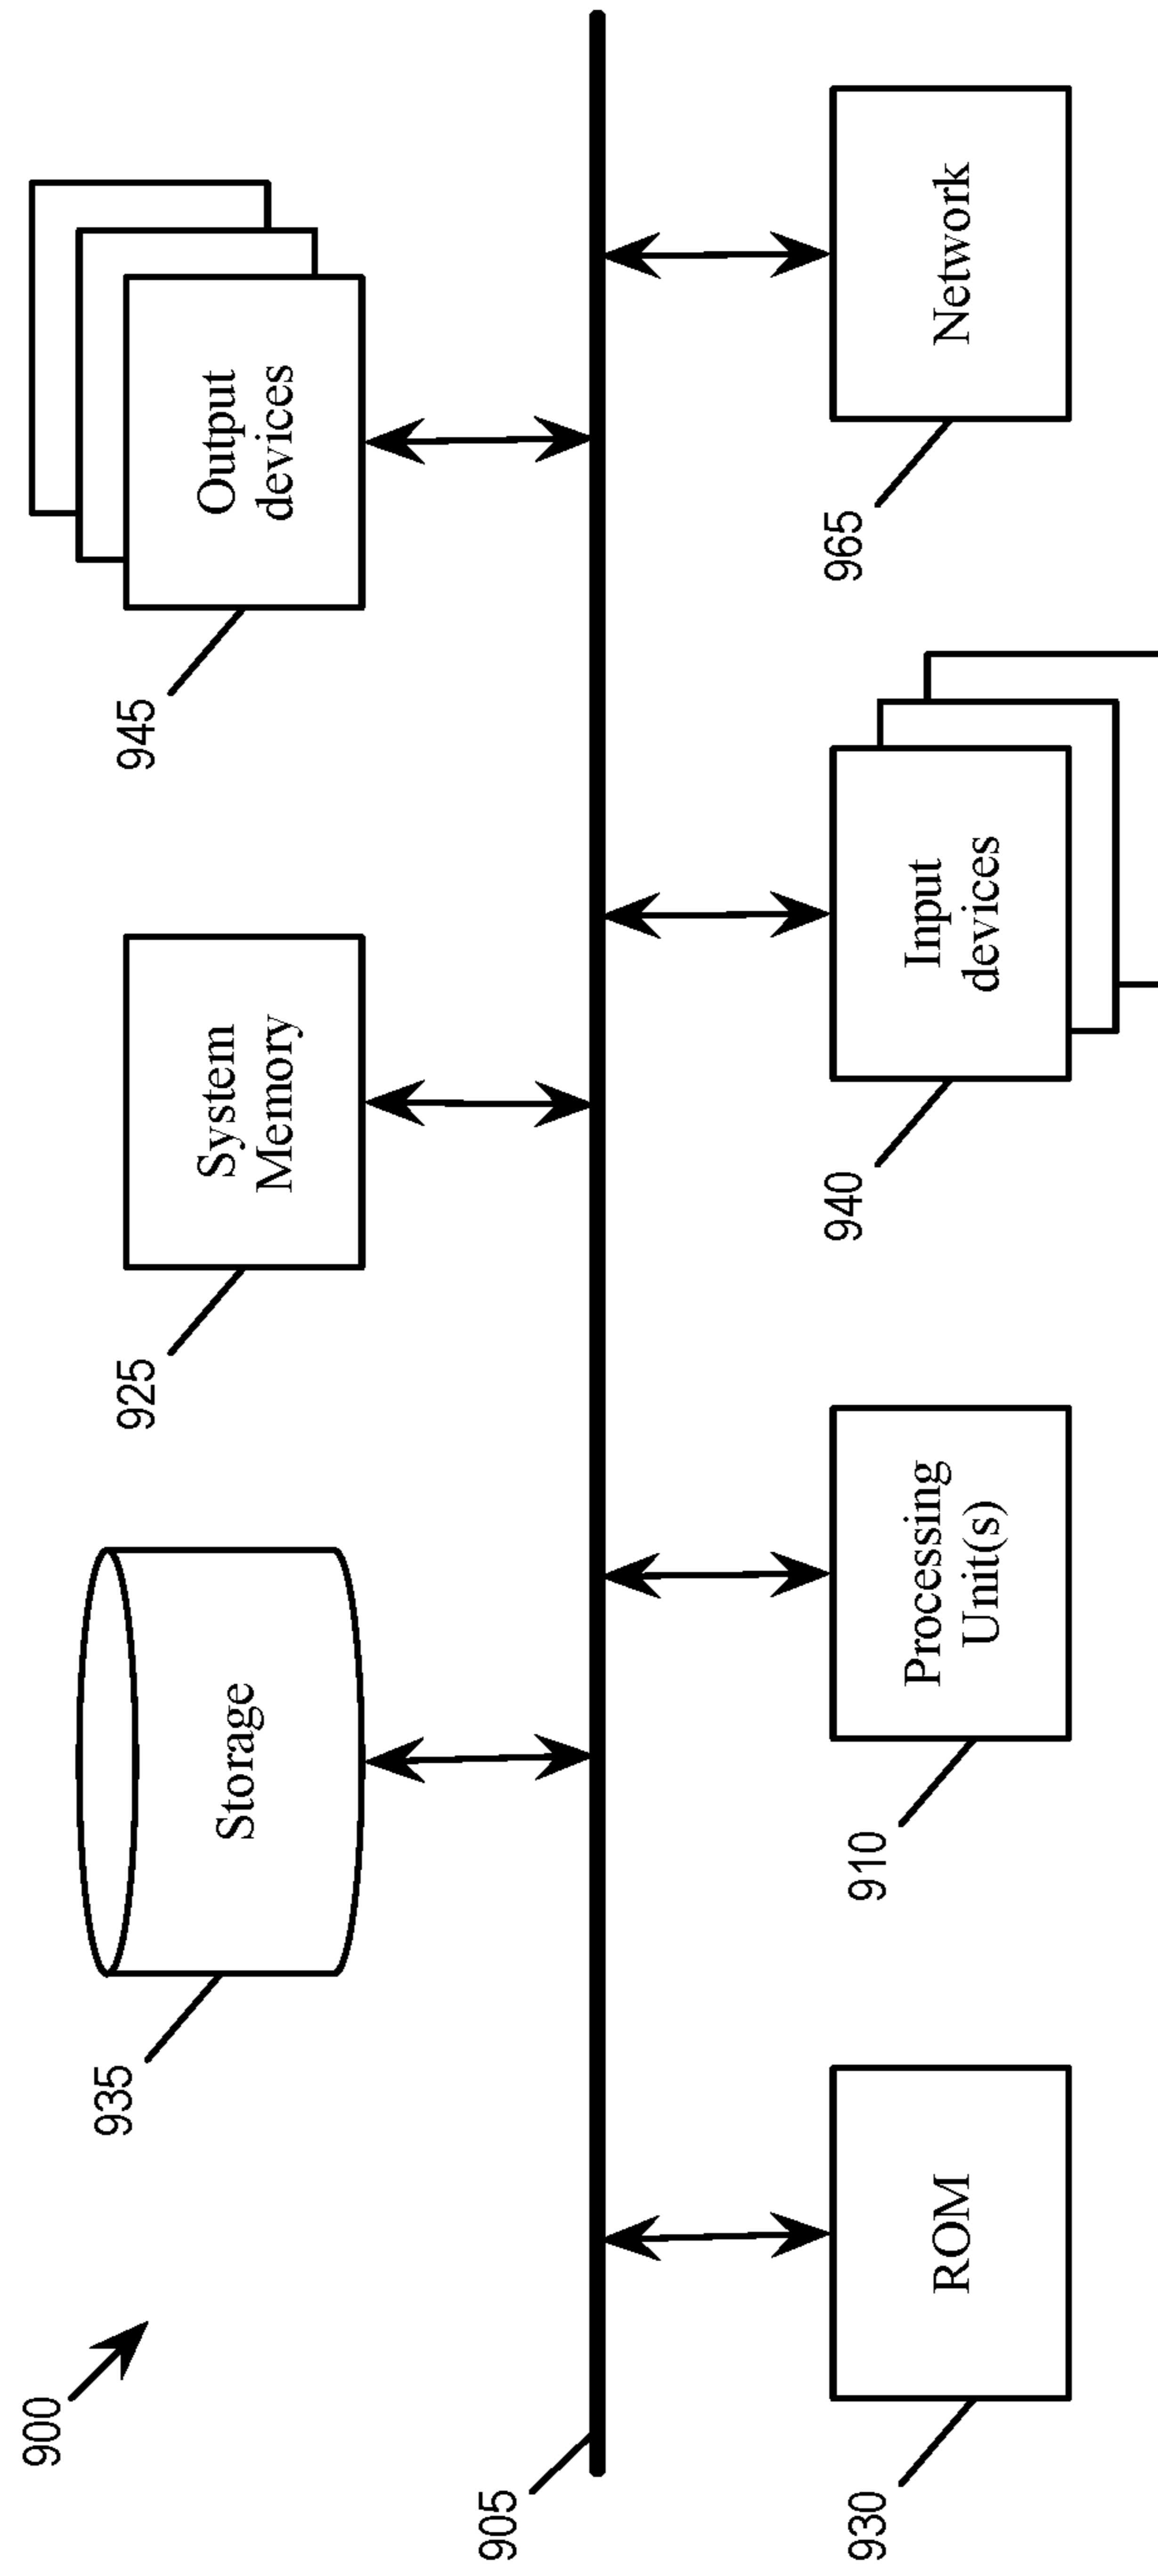 900
935
Storage
925
System
Memory
945
Output
devices
905
930
ROM
910
Processing
Unit(s)
940
Input
devices
965
Network